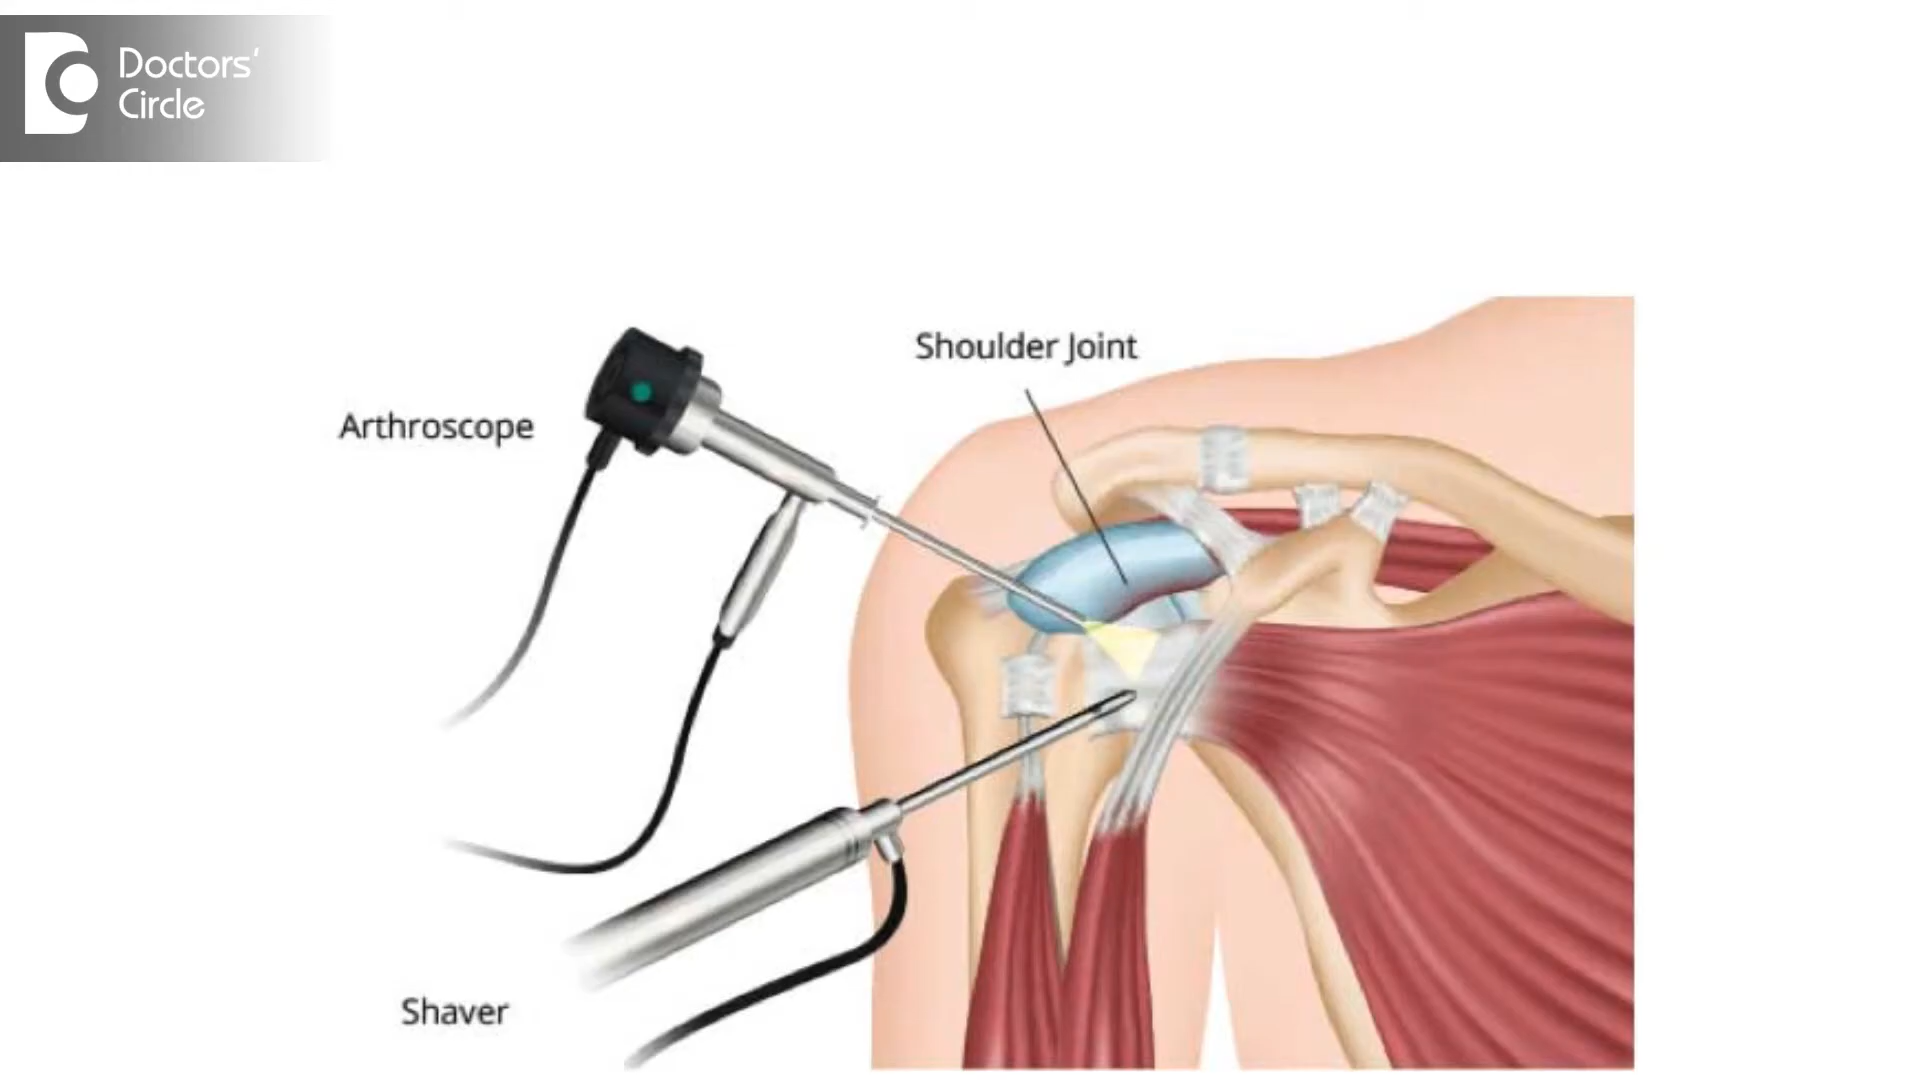 Doctors'
Circle
Shoulder Joint
Arthroscope
Shaver